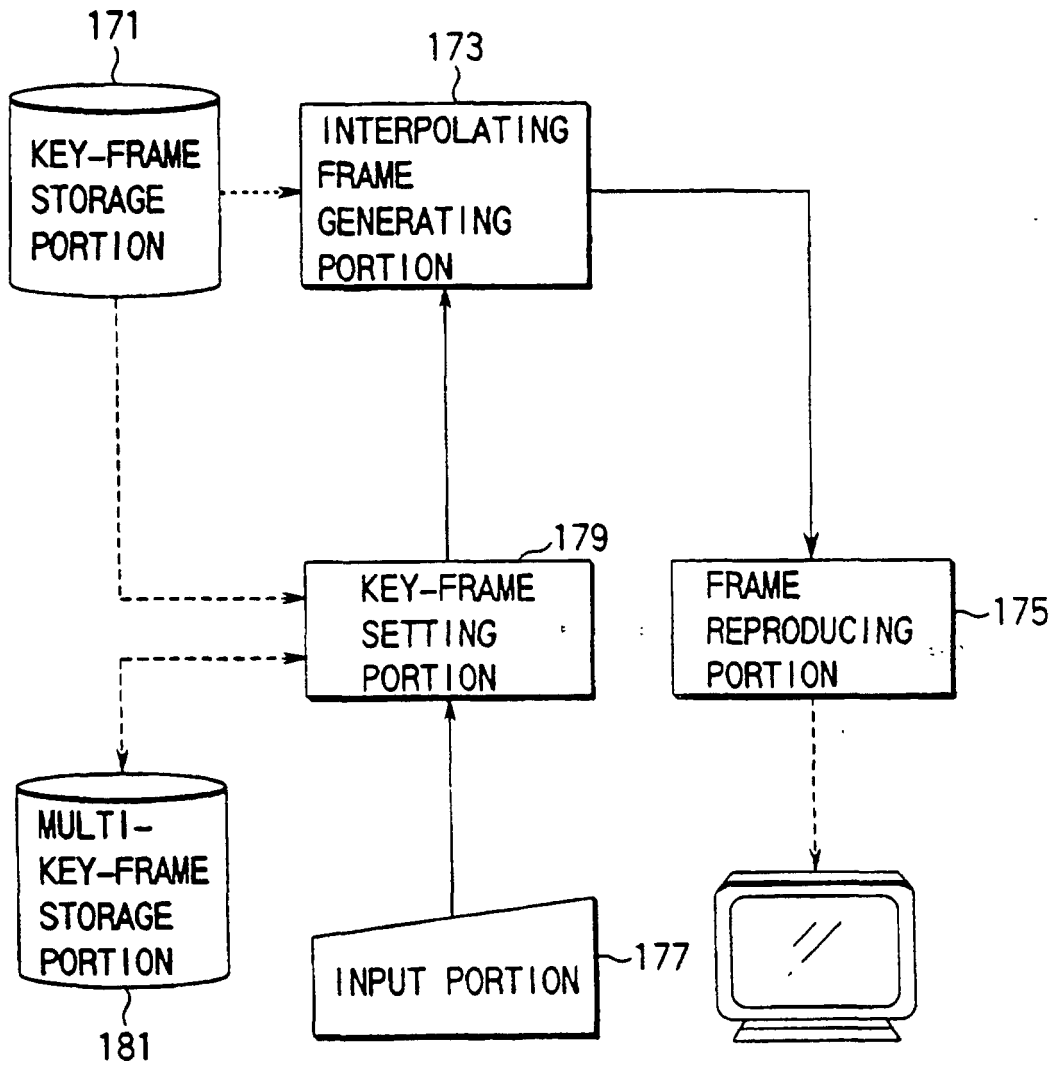 171
KEY-FRAME
STORAGE
PORTION
173
INTERPOLATING
FRAME
GENERATING
PORTION
179
KEY-FRAME
SETTING
PORTION
FRAME
REPRODUCING
PORTION
175
MULTI-
KEY-FRAME
STORAGE
PORTION
181
INPUT PORTION
177